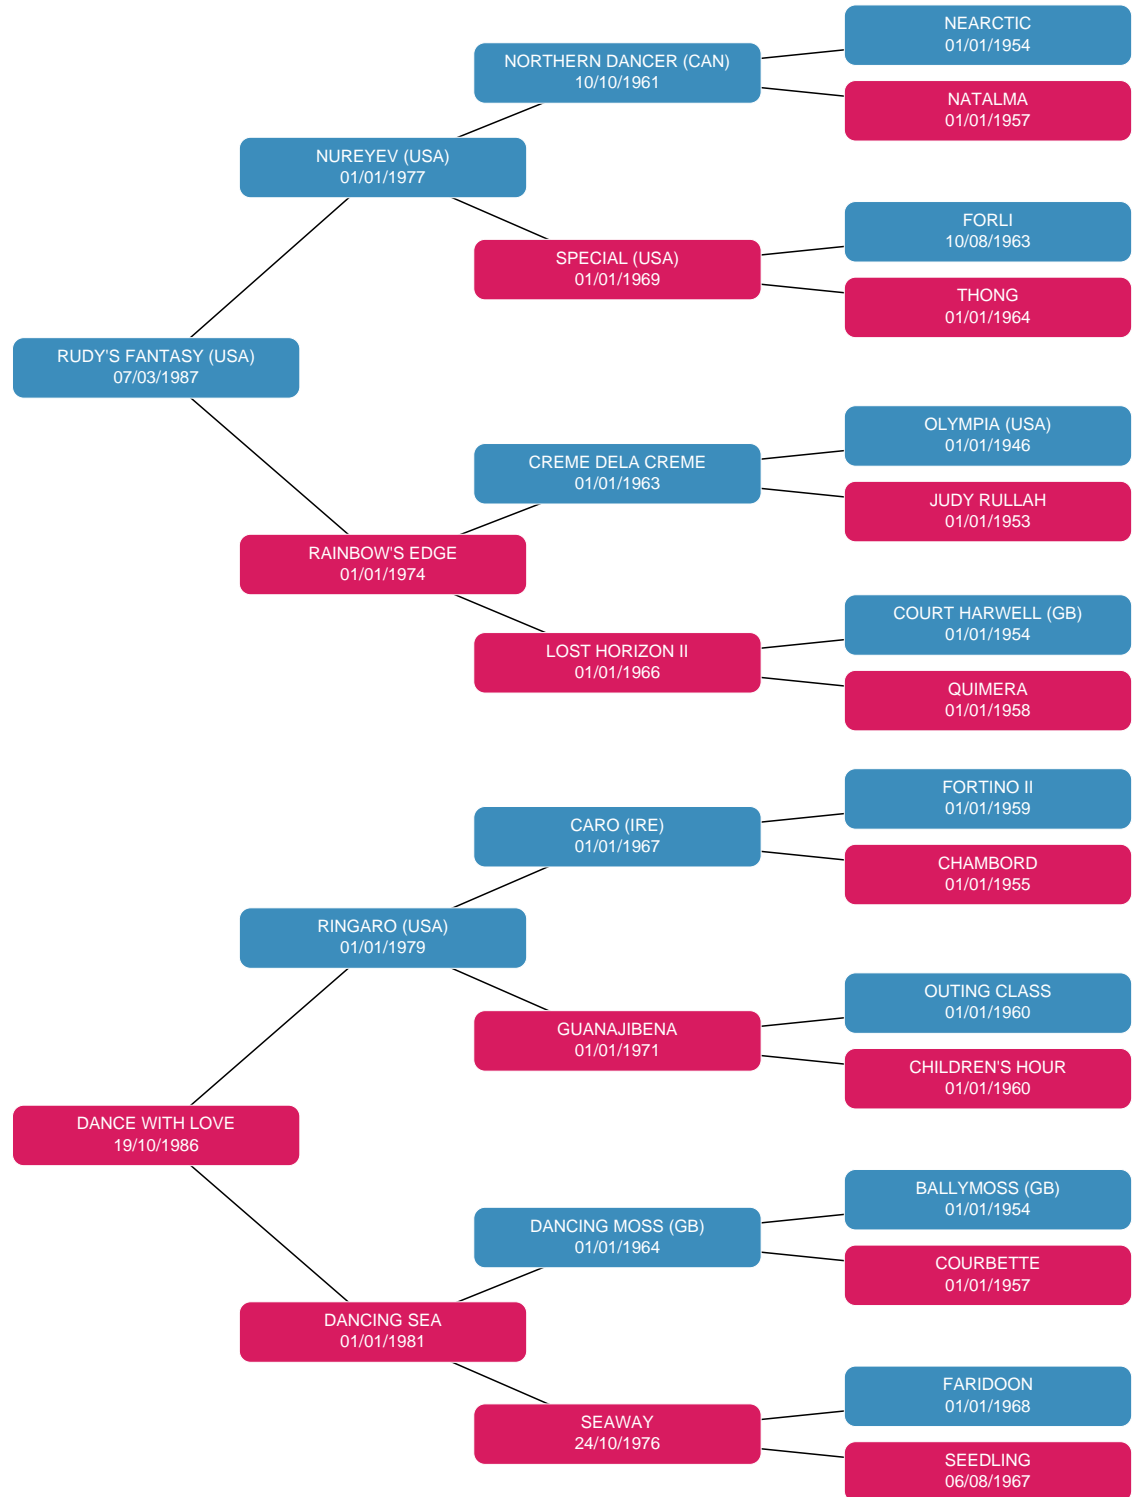 NEARCTIC
01/01/1954
NORTHERN DANCER (CAN)
10/10/1961
NATALMA
01/01/1957
NUREYEV (USA)
01/01/1977
FORLI
10/08/1963
SPECIAL (USA)
01/01/1969
THONG
01/01/1964
RUDY'S FANTASY (USA)
07/03/1987
OLYMPIA (USA)
01/01/1946
CREME DELA CREME
01/01/1963
JUDY RULLAH
01/01/1953
RAINBOW'S EDGE
01/01/1974
COURT HARWELL (GB)
01/01/1954
LOST HORIZON II
01/01/1966
QUIMERA
01/01/1958
FORTINO II
01/01/1959
CARO (IRE)
01/01/1967
CHAMBORD
01/01/1955
RINGARO (USA)
01/01/1979
OUTING CLASS
01/01/1960
GUANAJIBENA
01/01/1971
CHILDREN'S HOUR
01/01/1960
DANCE WITH LOVE
19/10/1986
BALLYMOSS (GB)
01/01/1954
DANCING MOSS (GB)
01/01/1964
COURBETTE
01/01/1957
DANCING SEA
01/01/1981
FARIDOON
01/01/1968
SEAWAY
24/10/1976
SEEDLING
06/08/1967